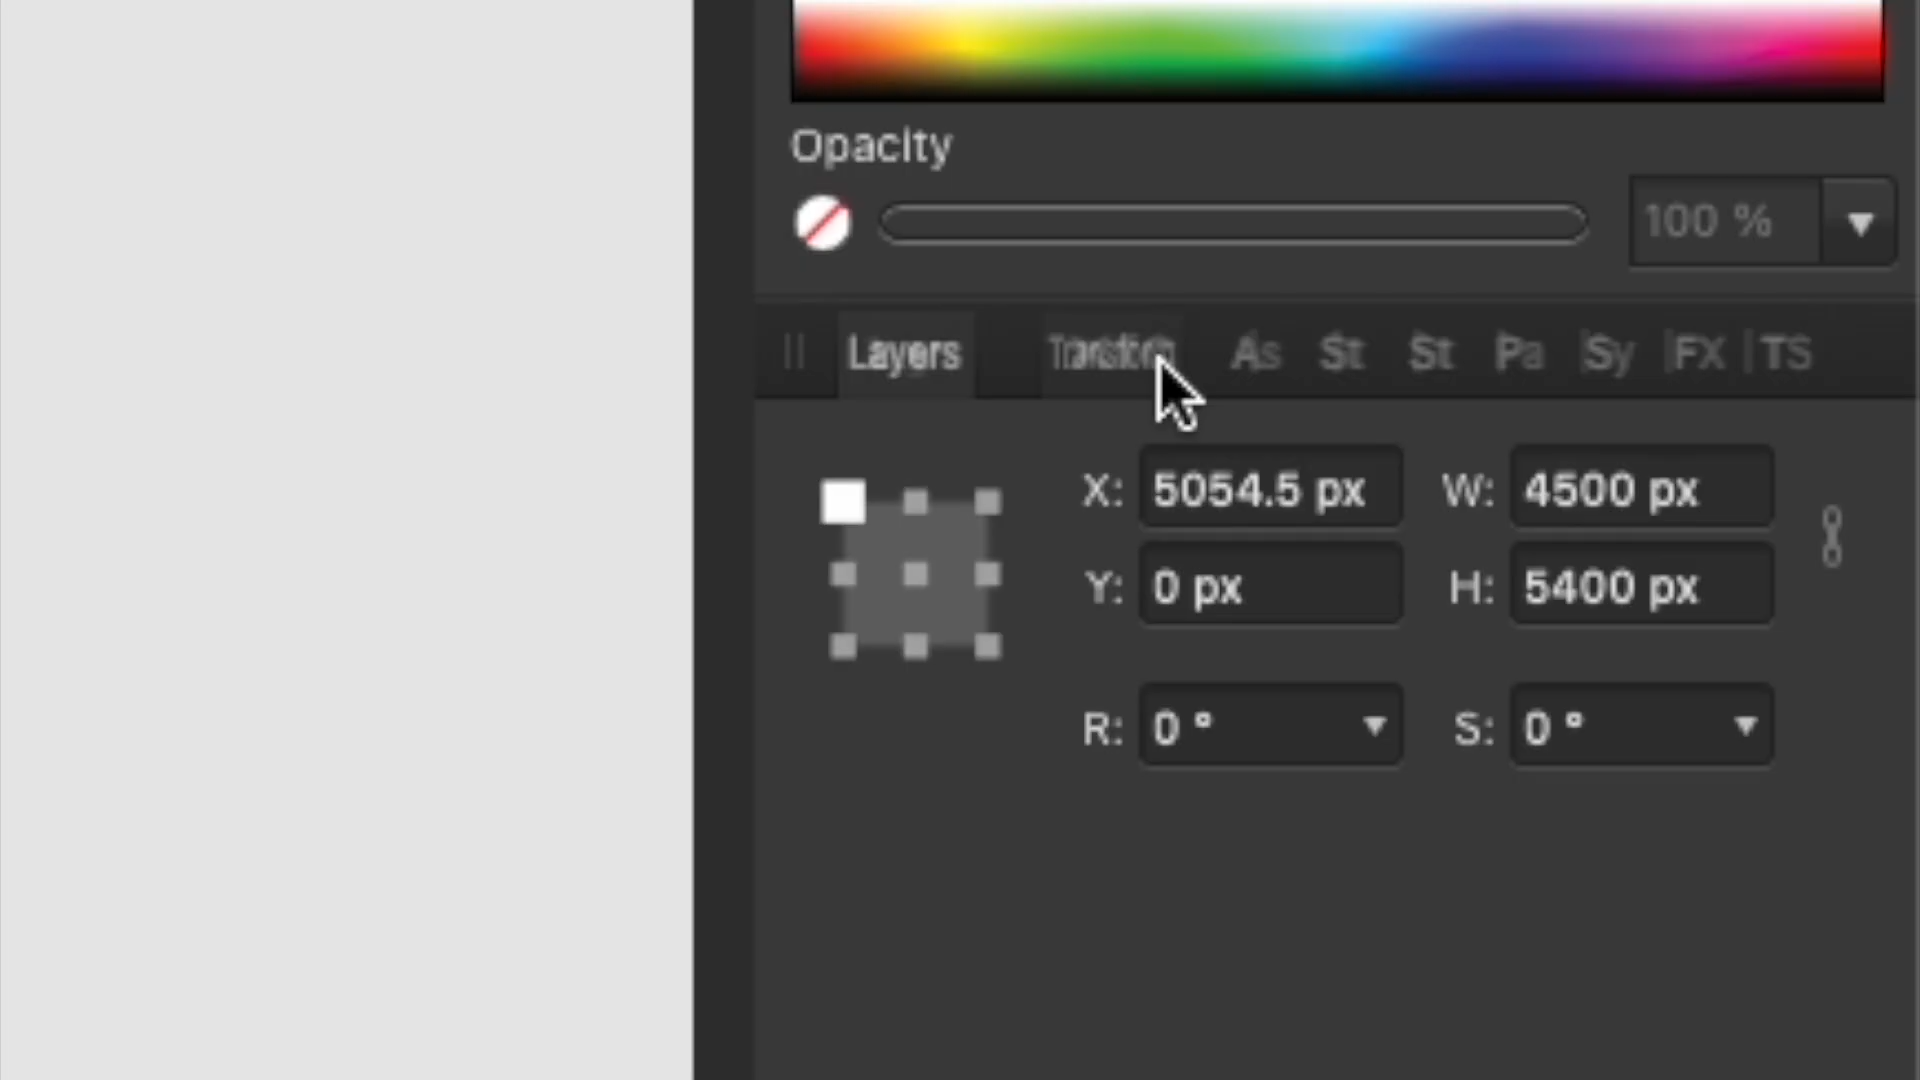 Opacity
100 %
Layers As St St Pa Sy FX TS
X: 5054.5 px W: 4500 px
Y: 0 px H: 5400 px
R: 0 ° S: 0 °